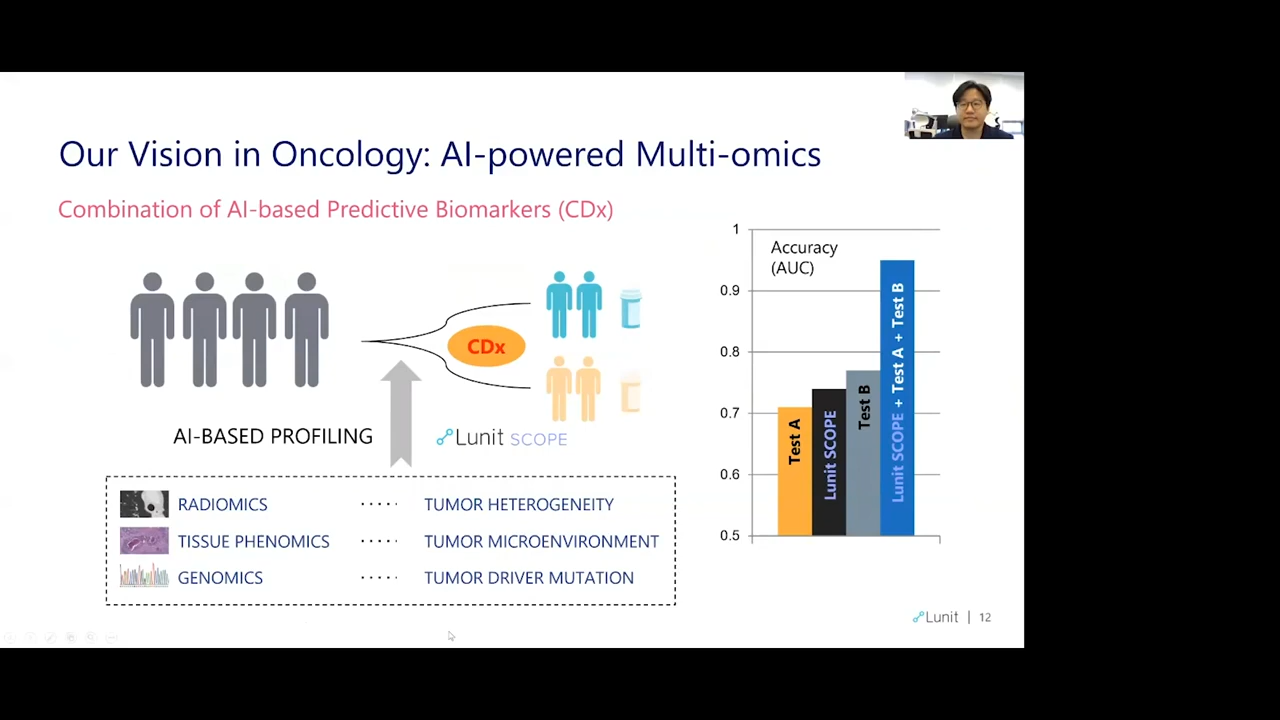 Our Vision in Oncology: AI-powered Multi-omics
Combination of AI-based Predictive Biomarkers (CDx)
CDx
AI-BASED PROFILING
Lunit SCOPE
RADIOMICS ····· TUMOR HETEROGENEITY
TISSUE PHENOMICS ····· TUMOR MICROENVIRONMENT
GENOMICS ····· TUMOR DRIVER MUTATION
Accuracy
(AUC)
1
0.9
0.8
0.7
0.6
0.5
Test A
Lunit SCOPE
Test B
Lunit SCOPE + Test A + Test B
Lunit | 12